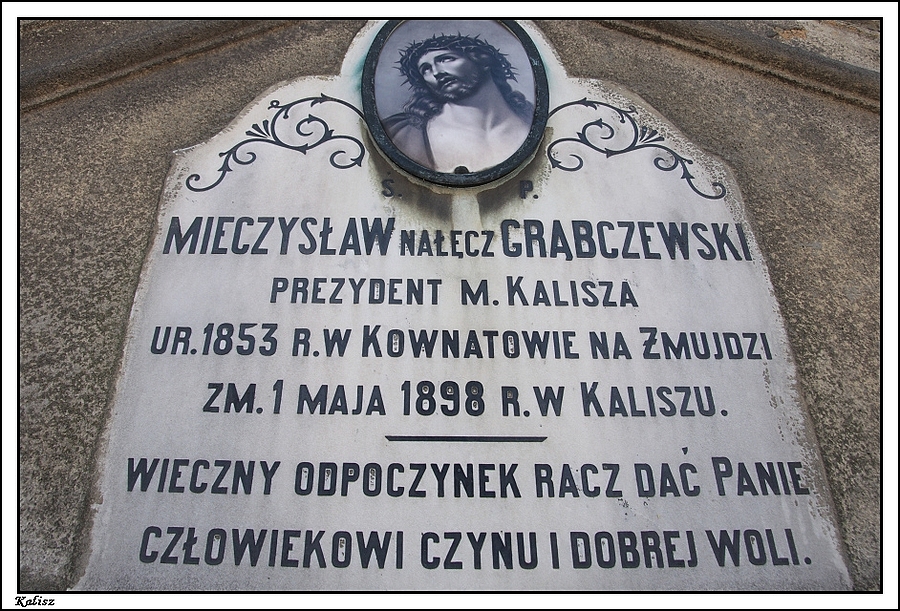 Ś. P.
MIECZYSŁAW NAŁĘCZ GRĄBCZEWSKI
PREZYDENT M. KALISZA
UR. 1853 R. W KOWNATOWIE NA ŻMUJDZI
ZM. 1 MAJA 1898 R. W KALISZU.
WIECZNY ODPOCZYNEK RACZ DAĆ PANIE
CZŁOWIEKOWI CZYNU I DOBREJ WOLI.
Kalisz